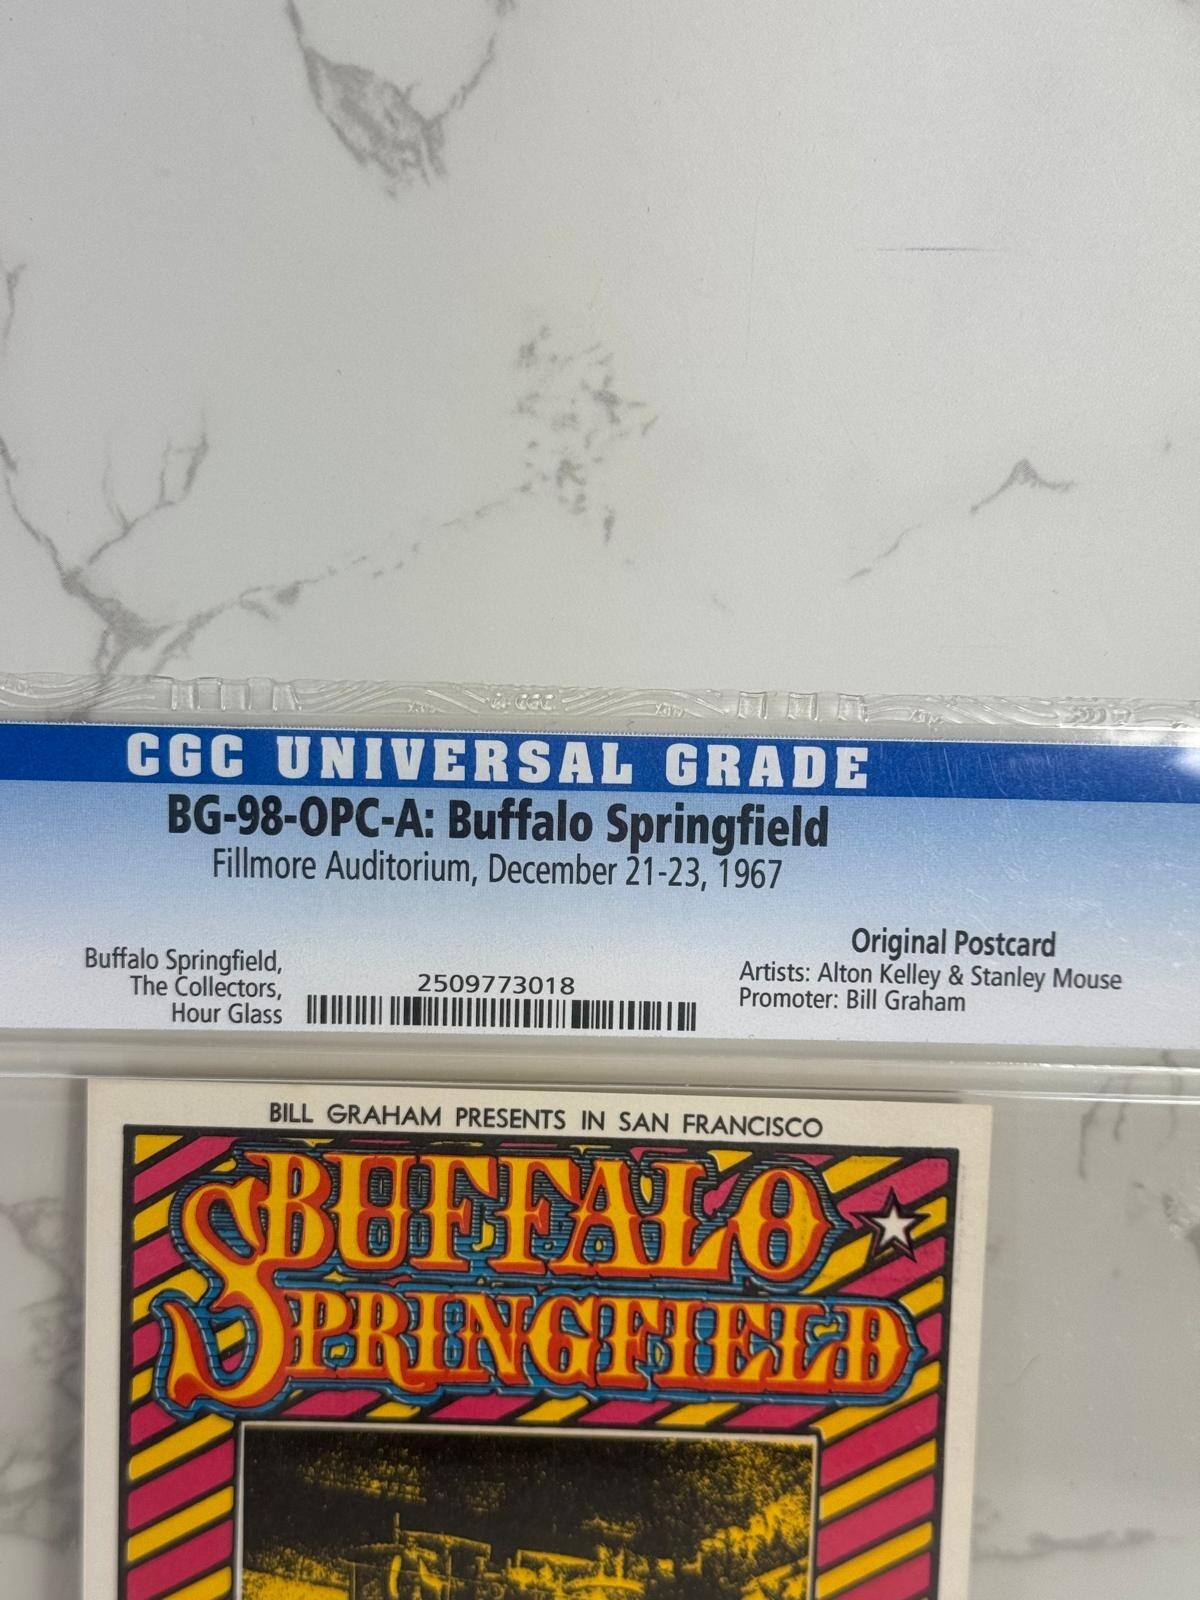 CGC UNIVERSAL GRADE
BG-98-OPC-A: Buffalo Springfield
Fillmore Auditorium, December 21-23, 1967
Buffalo Springfield,
The Collectors,
Hour Glass
2509773018
Original Postcard
Artists: Alton Kelley & Stanley Mouse
Promoter: Bill Graham
BILL GRAHAM PRESENTS IN SAN FRANCISCO
BUFFALO
SPRINGFIELD